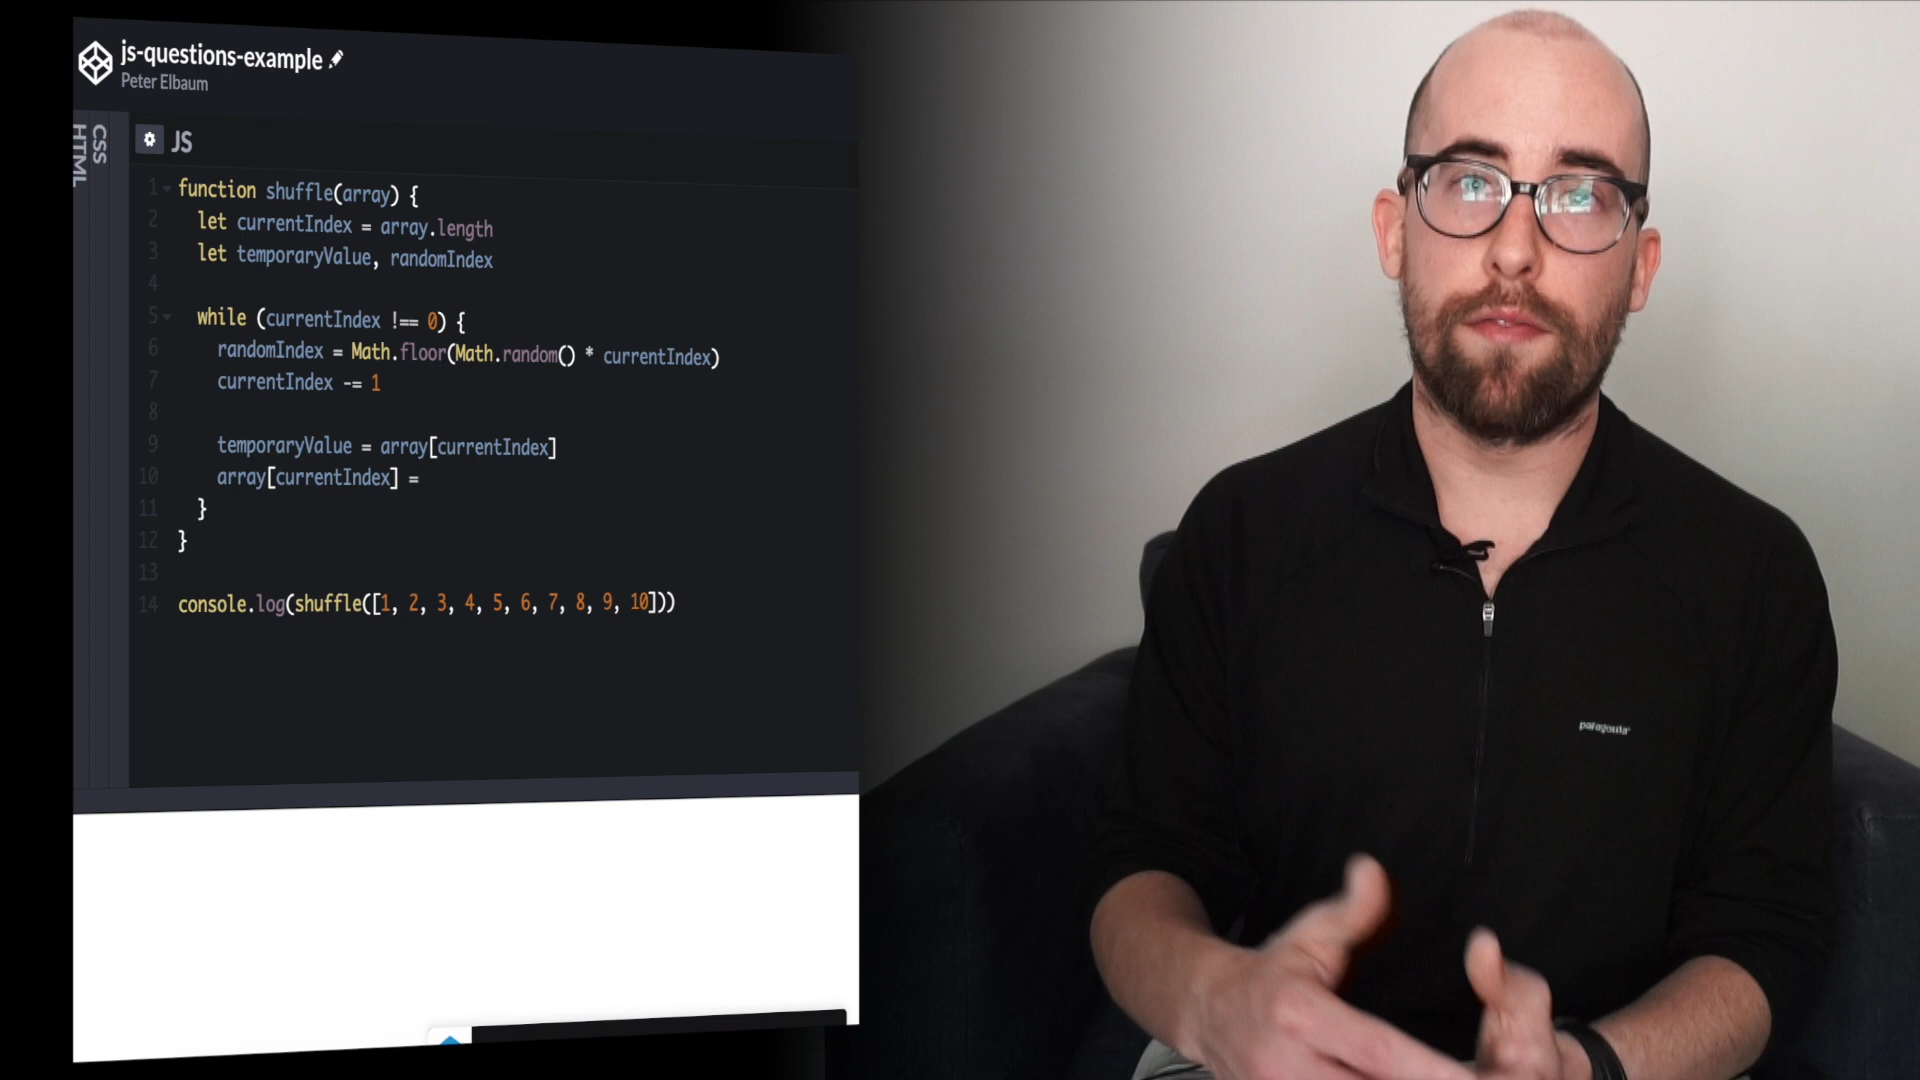 js-questions-example
Peter Elbaum
HTML
CSS
JS
1 function shuffle(array) {
2 let currentIndex = array.length
3 let temporaryValue, randomIndex
4
5 while (currentIndex !== 0) {
6 randomIndex = Math.floor(Math.random() * currentIndex)
7 currentIndex -= 1
8
9 temporaryValue = array[currentIndex]
10 array[currentIndex] =
11 }
12 }
13
14 console.log(shuffle([1, 2, 3, 4, 5, 6, 7, 8, 9, 10]))
patagonia